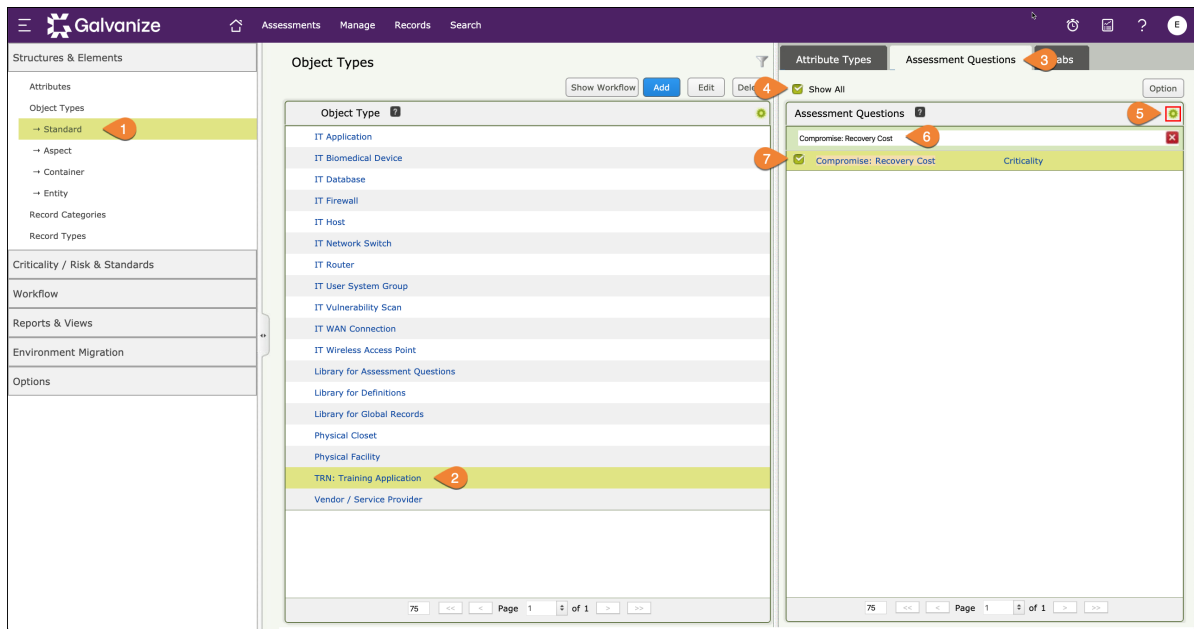 Galvanize
Assessments Manage Records Search
? E
Structures & Elements
Attributes
Object Types
→ Standard
1
→ Aspect
→ Container
→ Entity
Record Categories
Record Types
Criticality / Risk & Standards
Workflow
Reports & Views
Environment Migration
Options
Object Types
Show Workflow Add Edit
Object Type ?
IT Application
IT Biomedical Device
IT Database
IT Firewall
IT Host
IT Network Switch
IT Router
IT User System Group
IT Vulnerability Scan
IT WAN Connection
IT Wireless Access Point
Library for Assessment Questions
Library for Definitions
Library for Global Records
Physical Closet
Physical Facility
TRN: Training Application
2
Vendor / Service Provider
75 << < Page 1 of 1 > >>
Attribute Types Assessment Questions 3
4 Show All Option
Assessment Questions ? 5
Compromise: Recovery Cost 6
7 Compromise: Recovery Cost Criticality
75 << < Page 1 of 1 > >>